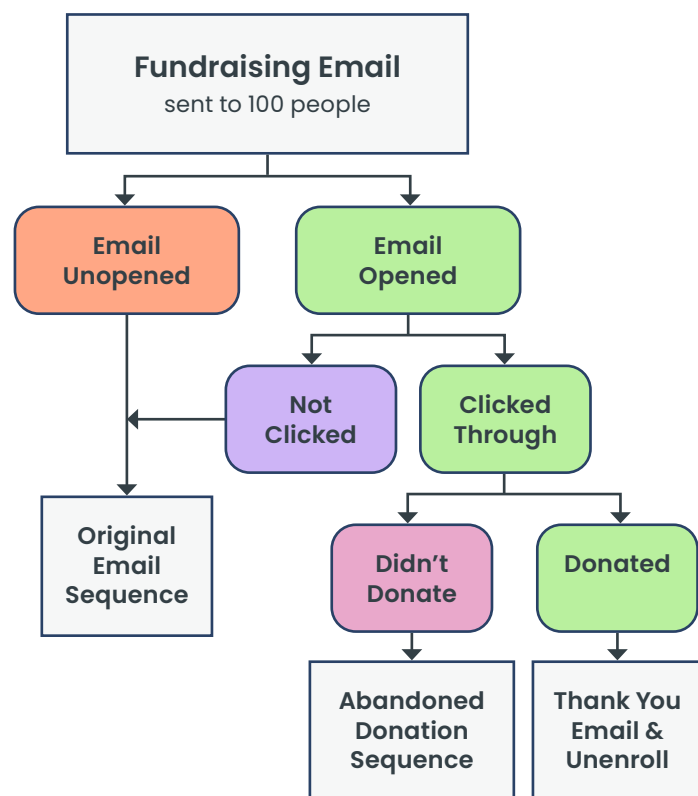 Fundraising Email
sent to 100 people
Email
Unopened
Email
Opened
Not
Clicked
Clicked
Through
Original
Email
Sequence
Didn’t
Donate
Donated
Abandoned
Donation
Sequence
Thank You
Email &
Unenroll